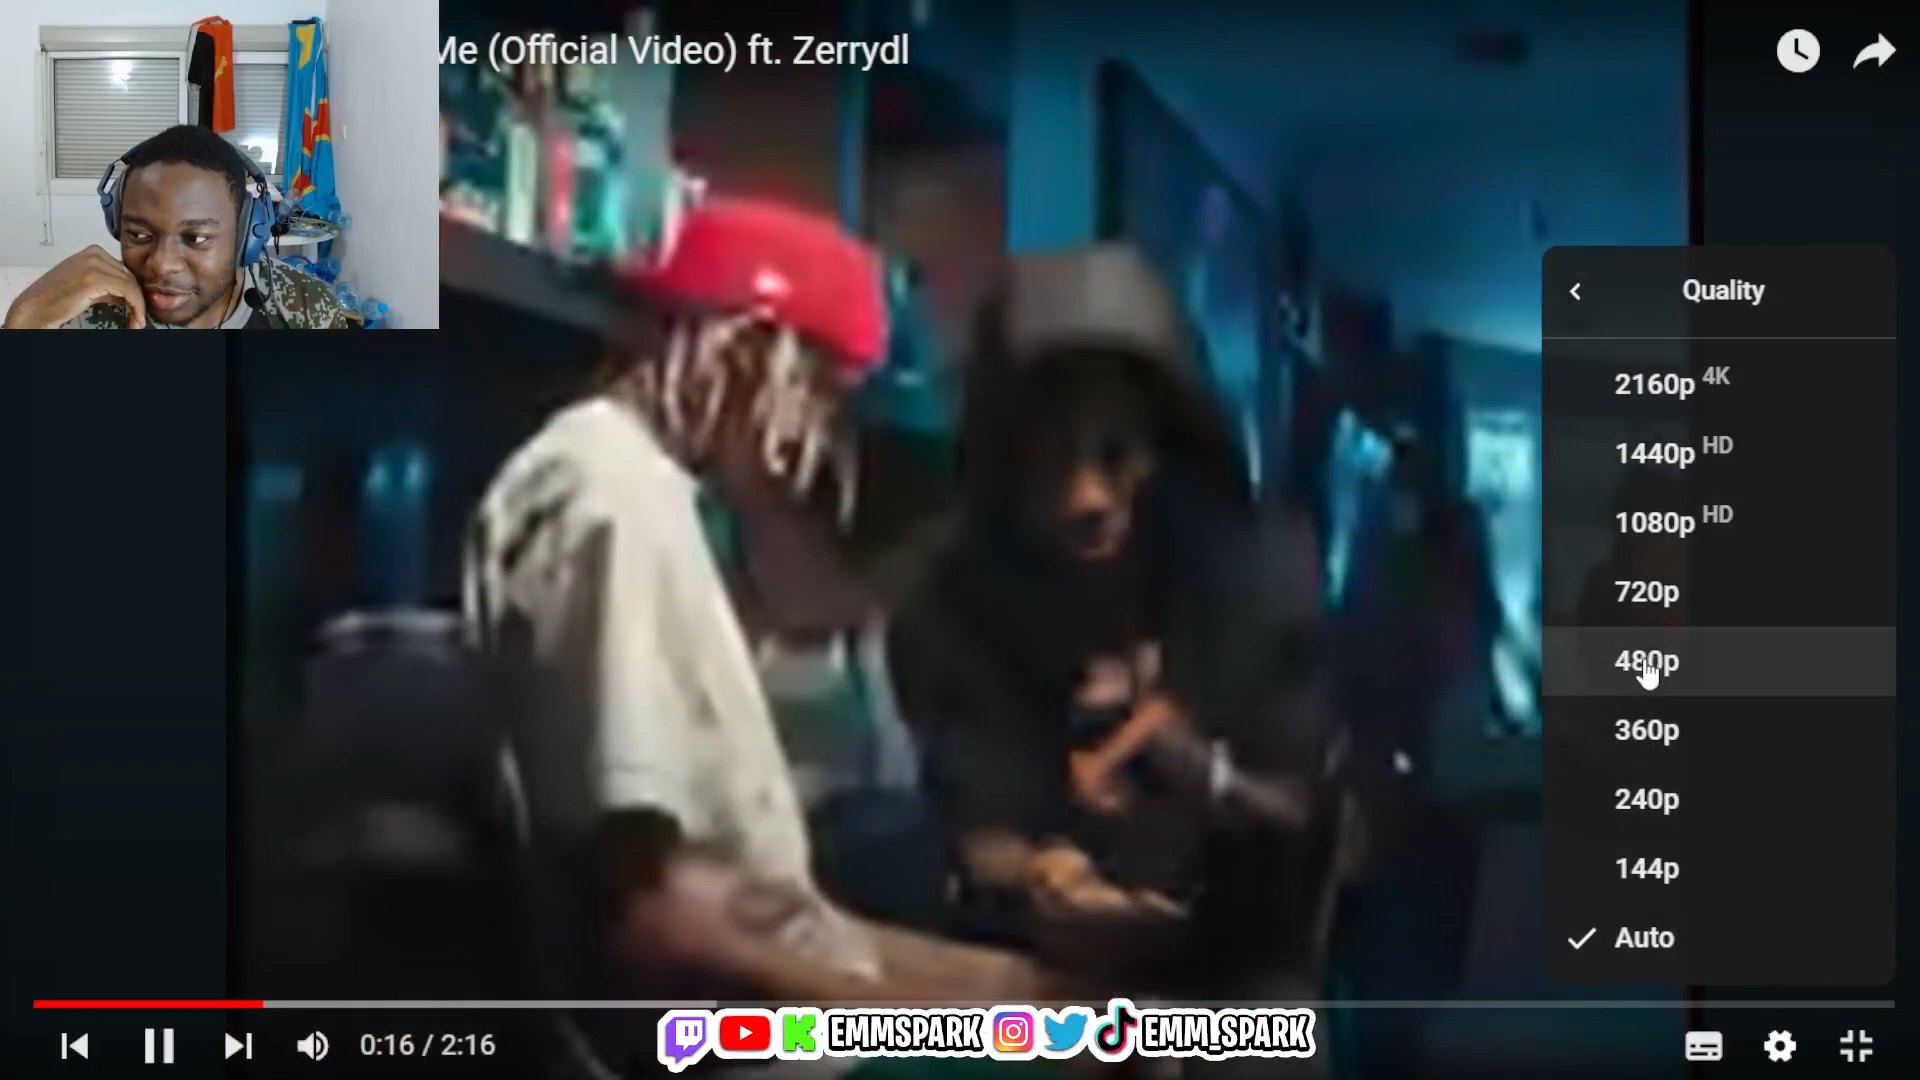 Me (Official Video) ft. Zerrydl
Quality
2160p 4K
1440p HD
1080p HD
720p
480p
360p
240p
144p
Auto
0:16 / 2:16
EMMSPARK
EMM_SPARK